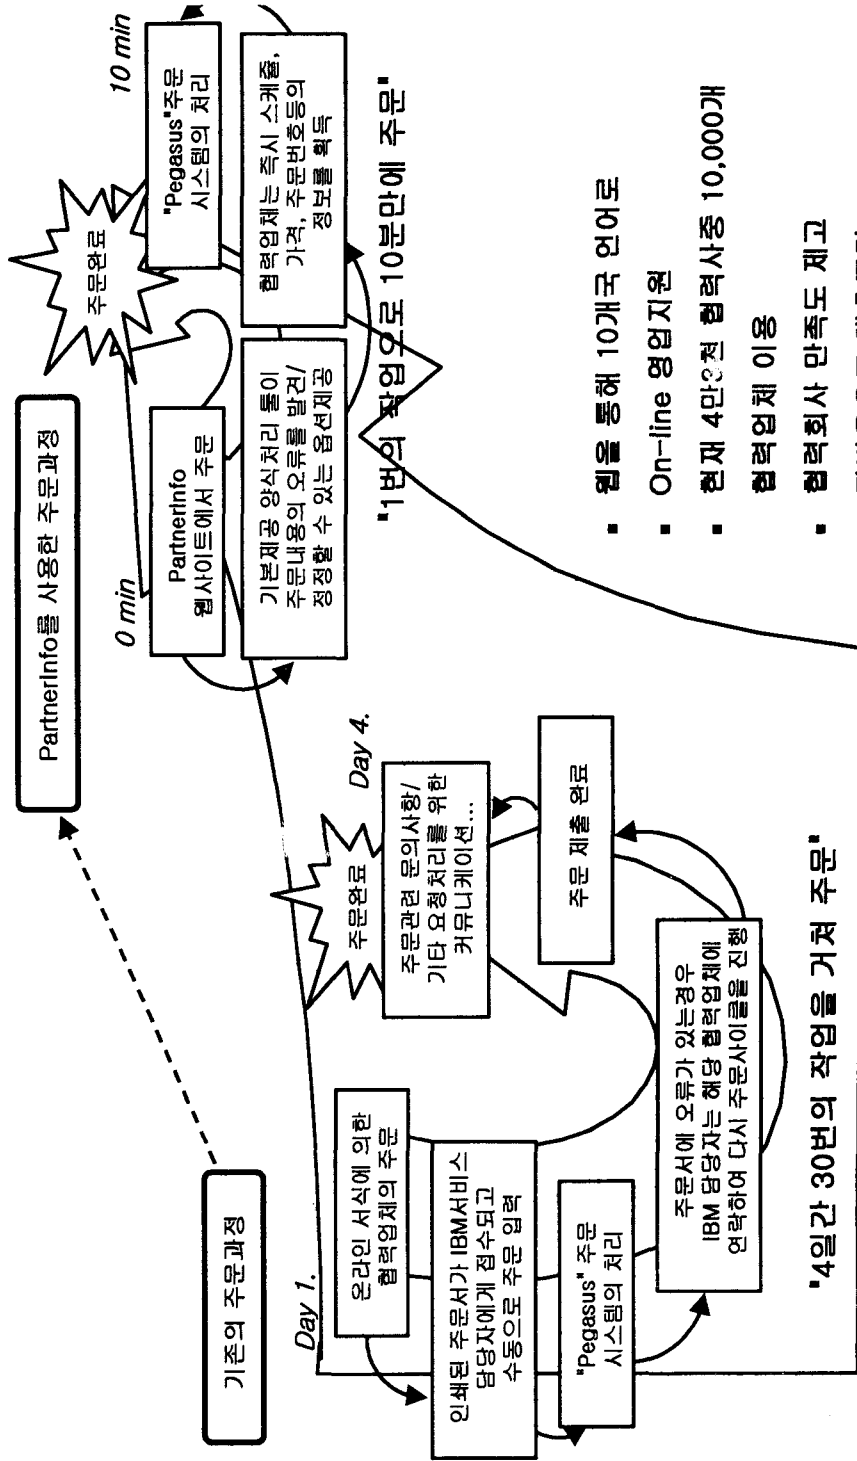 기존의 주문과정
PartnerInfo를 사용한 주문과정
Day 1.
온라인 서식에 의한
협력업체의 주문
인쇄된 주문서가 IBM서비스
담당자에게 접수되고
수동으로 주문 입력
"Pegasus" 주문
시스템의 처리
주문서에 오류가 있는경우
IBM 담당자는 해당 협력업체에
연락하여 다시 주문사이클을 진행
주문 제출 완료
Day 4.
주문관련 문의사항/
기타 요청처리를 위한
커뮤니케이션...
주문완료
"4일간 30번의 작업을 거쳐 주문"
0 min
PartnerInfo
웹사이트에서 주문
기본제공 양식처리 툴이
주문내용의 오류를 발견/
정정할 수 있는 옵션제공
10 min
"Pegasus"주문
시스템의 처리
협력업체는 즉시 스케줄,
가격, 주문번호등의
정보를 획득
주문완료
"1번의 작업으로 10분만에 주문"
▪ 웹을 통해 10개국 언어로
▪ On-line 영업지원
▪ 현재 4만3천 협력사중 10,000개
협력업체 이용
▪ 협력회사 만족도 제고